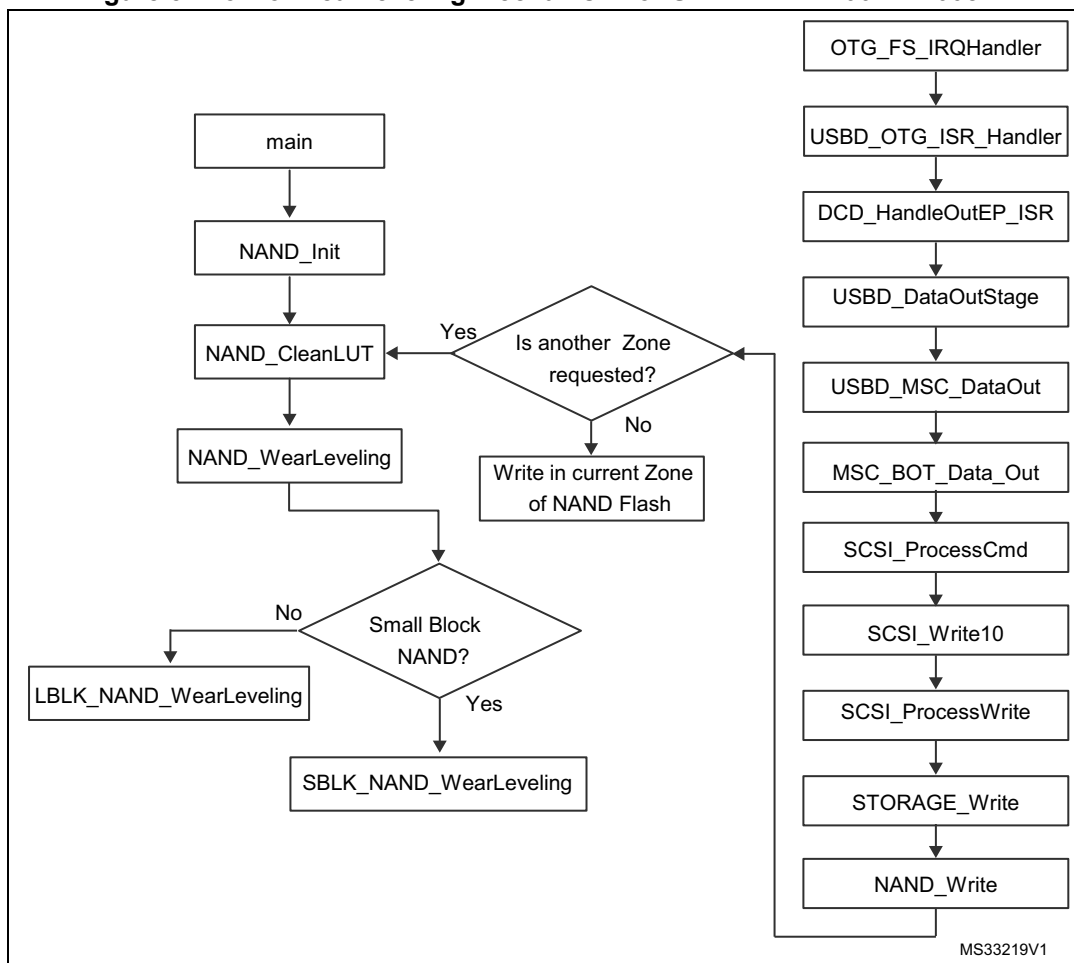 OTG_FS_IRQHandler
main
USBD_OTG_ISR_Handler
DCD_HandleOutEP_ISR
NAND_Init
USBD_DataOutStage
Yes
Is another Zone
requested?
NAND_CleanLUT
USBD_MSC_DataOut
No
NAND_WearLeveling
Write in current Zone
of NAND Flash
MSC_BOT_Data_Out
SCSI_ProcessCmd
No
Small Block
NAND?
SCSI_Write10
LBLK_NAND_WearLeveling
Yes
SCSI_ProcessWrite
SBLK_NAND_WearLeveling
STORAGE_Write
NAND_Write
MS33219V1